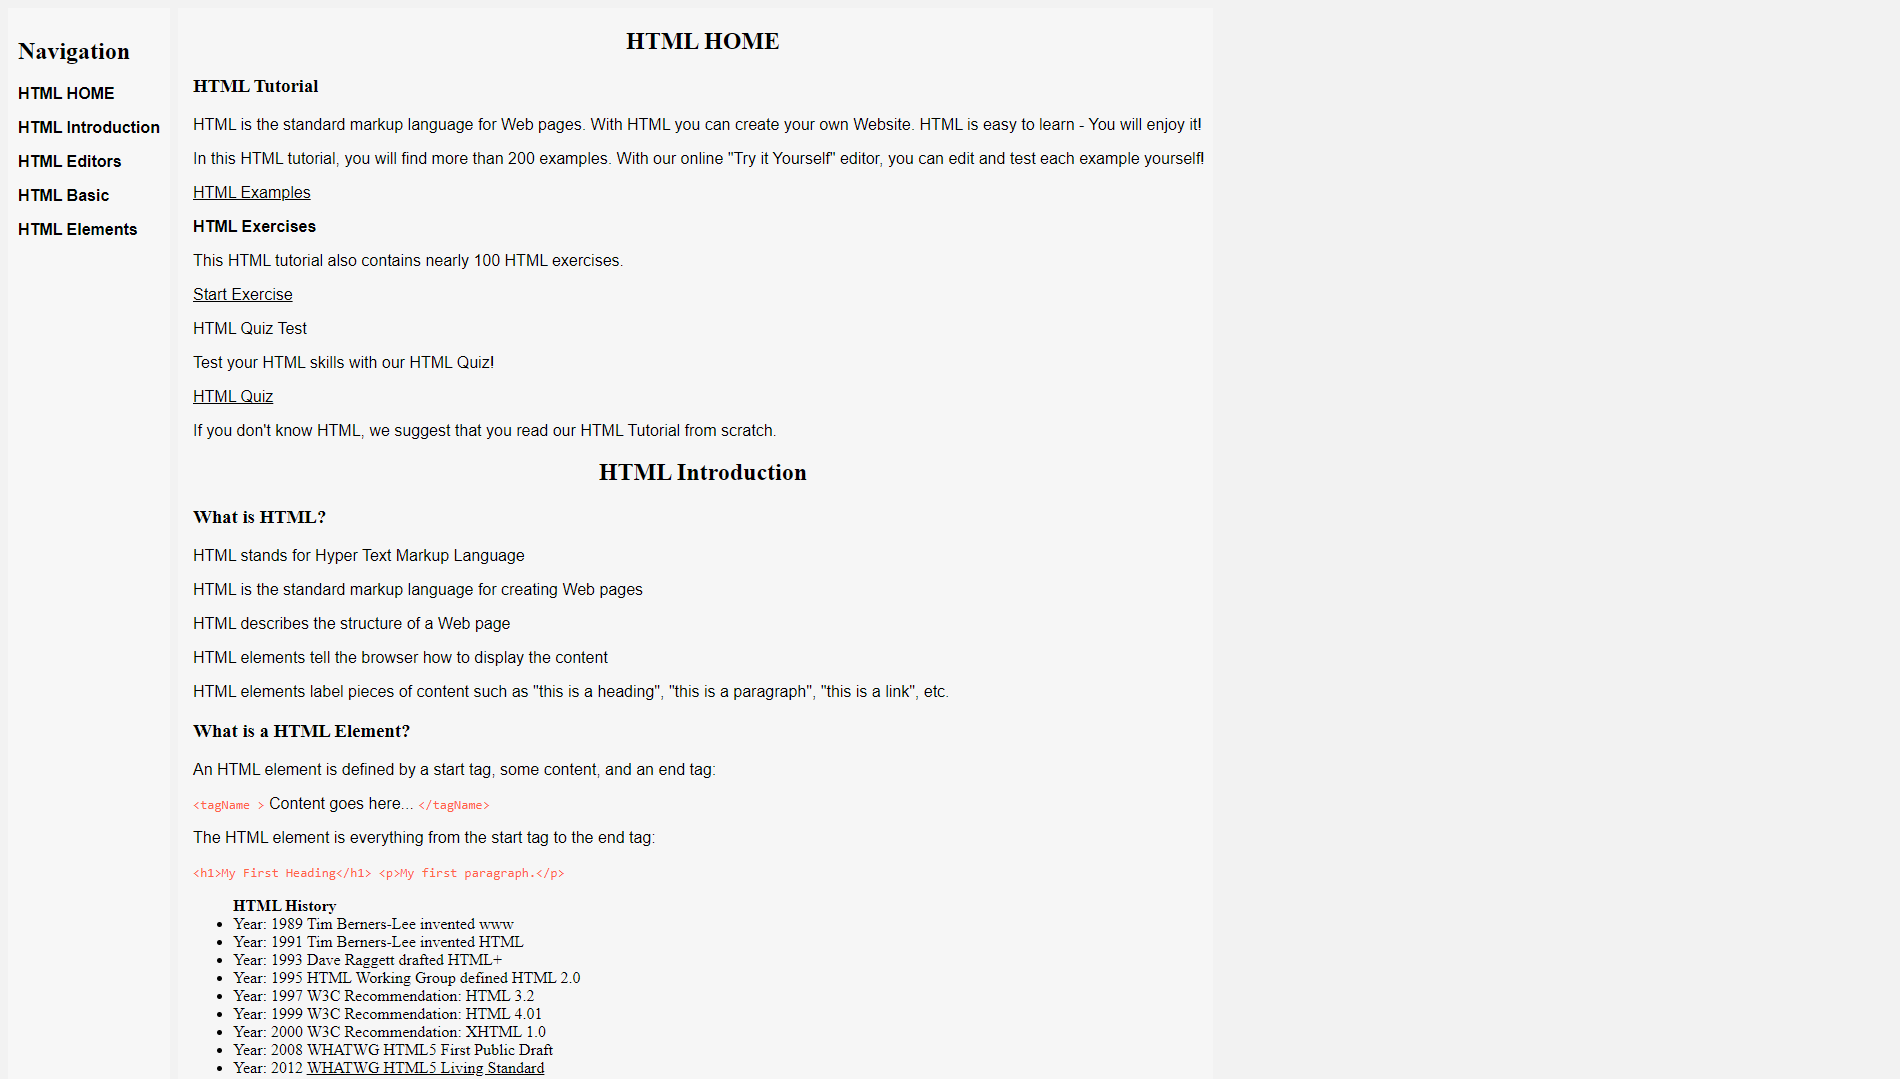 Navigation
HTML HOME
HTML Introduction
HTML Editors
HTML Basic
HTML Elements
HTML HOME
HTML Tutorial
HTML is the standard markup language for Web pages. With HTML you can create your own Website. HTML is easy to learn - You will enjoy it!
In this HTML tutorial, you will find more than 200 examples. With our online "Try it Yourself" editor, you can edit and test each example yourself!
HTML Examples
HTML Exercises
This HTML tutorial also contains nearly 100 HTML exercises.
Start Exercise
HTML Quiz Test
Test your HTML skills with our HTML Quiz!
HTML Quiz
If you don't know HTML, we suggest that you read our HTML Tutorial from scratch.
HTML Introduction
What is HTML?
HTML stands for Hyper Text Markup Language
HTML is the standard markup language for creating Web pages
HTML describes the structure of a Web page
HTML elements tell the browser how to display the content
HTML elements label pieces of content such as "this is a heading", "this is a paragraph", "this is a link", etc.
What is a HTML Element?
An HTML element is defined by a start tag, some content, and an end tag:
<tagName > Content goes here... </tagName>
The HTML element is everything from the start tag to the end tag:
<h1>My First Heading</h1> <p>My first paragraph.</p>
HTML History
Year: 1989 Tim Berners-Lee invented www
Year: 1991 Tim Berners-Lee invented HTML
Year: 1993 Dave Raggett drafted HTML+
Year: 1995 HTML Working Group defined HTML 2.0
Year: 1997 W3C Recommendation: HTML 3.2
Year: 1999 W3C Recommendation: HTML 4.01
Year: 2000 W3C Recommendation: XHTML 1.0
Year: 2008 WHATWG HTML5 First Public Draft
Year: 2012 WHATWG HTML5 Living Standard